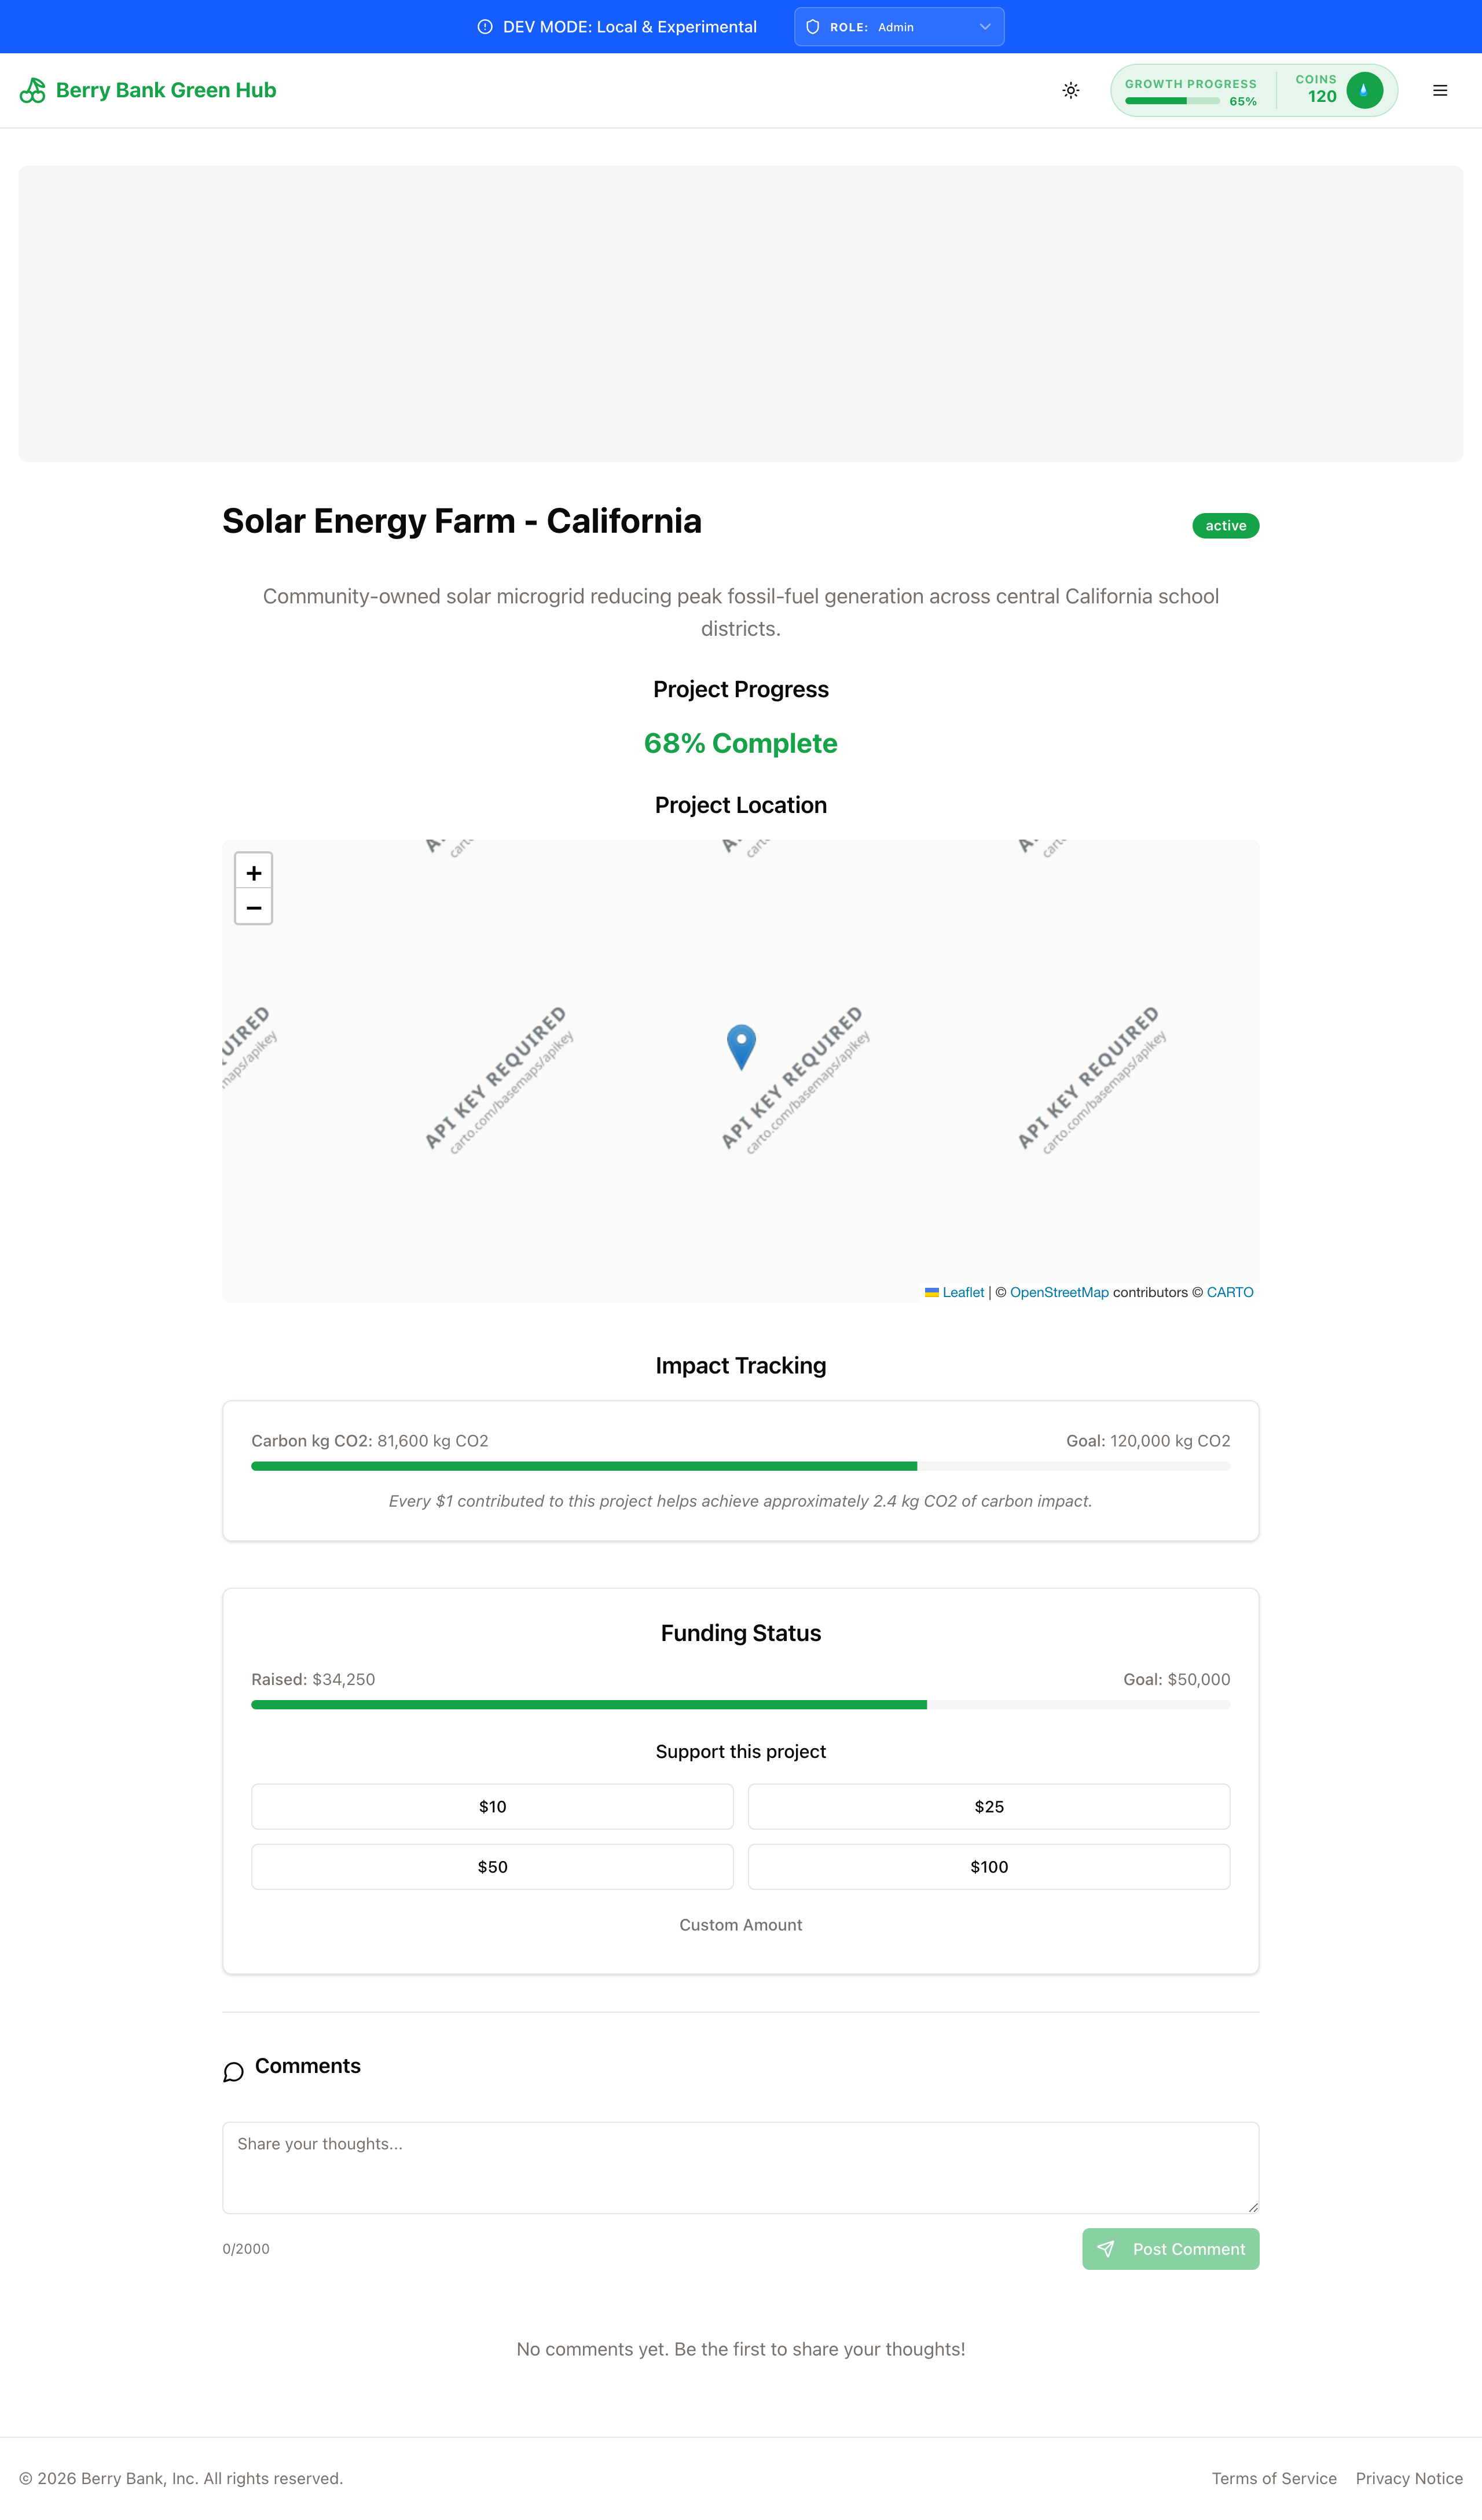 DEV MODE: Local & Experimental
ROLE: Admin
Berry Bank Green Hub
GROWTH PROGRESS
65%
COINS
120
Solar Energy Farm - California
active
Community-owned solar microgrid reducing peak fossil-fuel generation across central California school
districts.
Project Progress
68% Complete
Project Location
+
−
UIRED
maps/apikey
API KEY REQUIRED
carto.com/basemaps/apikey
API KEY REQUIRED
carto.com/basemaps/apikey
API KEY REQUIRED
carto.com/basemaps/apikey
Leaflet | © OpenStreetMap contributors © CARTO
Impact Tracking
Carbon kg CO2: 81,600 kg CO2
Goal: 120,000 kg CO2
Every $1 contributed to this project helps achieve approximately 2.4 kg CO2 of carbon impact.
Funding Status
Raised: $34,250
Goal: $50,000
Support this project
$10
$25
$50
$100
Custom Amount
Comments
Share your thoughts...
0/2000
Post Comment
No comments yet. Be the first to share your thoughts!
© 2026 Berry Bank, Inc. All rights reserved.
Terms of Service
Privacy Notice